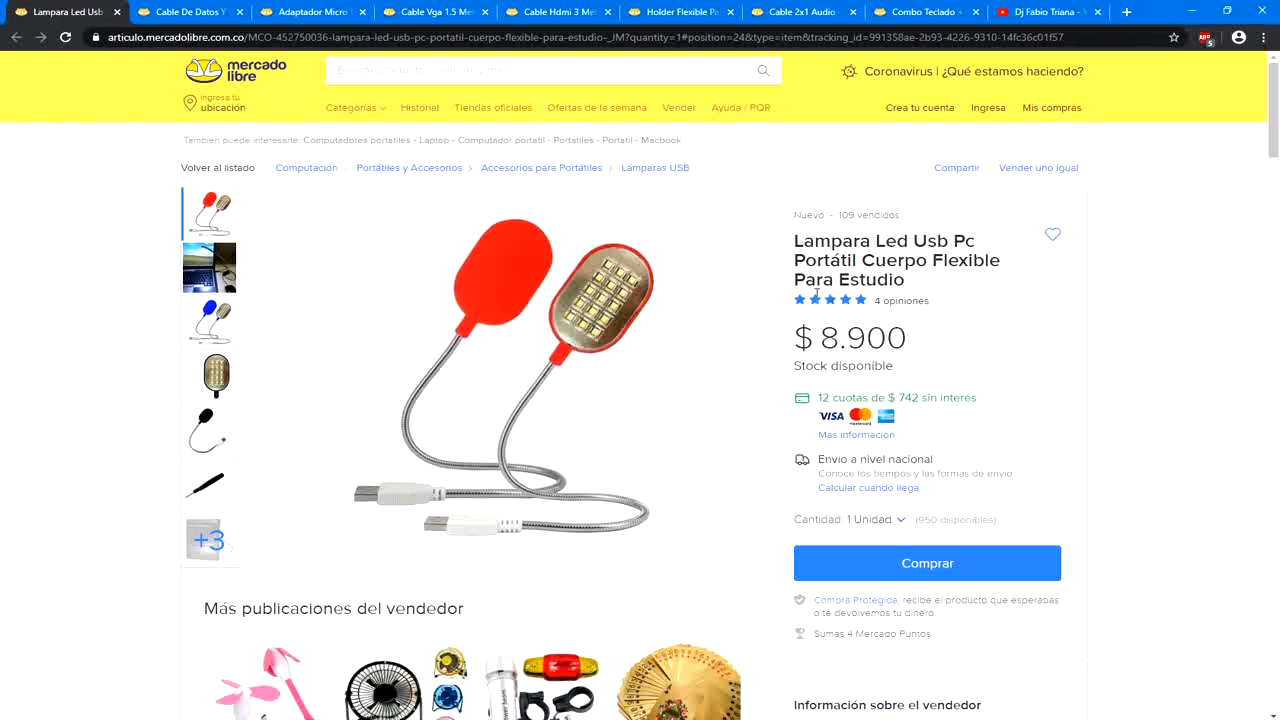 Lampara Led Usb
Cable De Datos Y
Adaptador Micro
Cable Vga 1.5 Me
Cable Hdmi 3 Me
Holder Flexible Pa
Cable 2x1 Audio
Combo Teclado +
Dj Fabio Triana - V
articulo.mercadolibre.com.co/MCO-452750036-lampara-led-usb-pc-portatil-cuerpo-flexible-para-estudio-_JM?quantity=1#position=24&type=item&tracking_id=991358ae-2b93-4226-9310-14fc36c01f57
mercado
libre
Coronavirus | ¿Qué estamos haciendo?
Ingresa tu
ubicación
Categorías Historial Tiendas oficiales Ofertas de la semana Vender Ayuda / PQR
Crea tu cuenta Ingresa Mis compras
También puede interesarte: Computadores portatiles - Laptop - Computador portatil - Portatiles - Portatil - Macbook
Volver al listado Computación Portátiles y Accesorios > Accesorios para Portátiles > Lámparas USB
Compartir Vender uno igual
Nuevo - 109 vendidos
Lampara Led Usb Pc
Portátil Cuerpo Flexible
Para Estudio
4 opiniones
$ 8.900
Stock disponible
12 cuotas de $ 742 sin interés
VISA
Más información
Envío a nivel nacional
Conoce los tiempos y las formas de envío
Calcular cuándo llega
Cantidad: 1 Unidad (950 disponibles)
+3
Comprar
Compra Protegida, recibe el producto que esperabas
o te devolvemos tu dinero.
Sumas 4 Mercado Puntos.
Más publicaciones del vendedor
Información sobre el vendedor